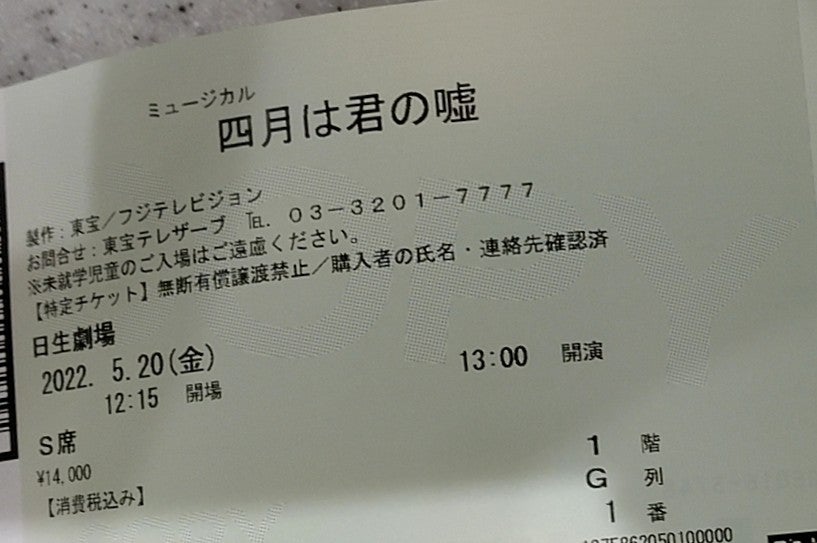 ミュージカル
四月は君の嘘
製作：東宝／フジテレビジョン
お問合せ：東宝テレザーブ ℡．０３－３２０１－７７７７
※未就学児童のご入場はご遠慮ください。
【特定チケット】無断有償譲渡禁止／購入者の氏名・連絡先確認済
日生劇場
2022. 5.20(金) 13:00 開演
12:15 開場
Ｓ席
¥14,000
【消費税込み】
1 階
G 列
1 番
COPY